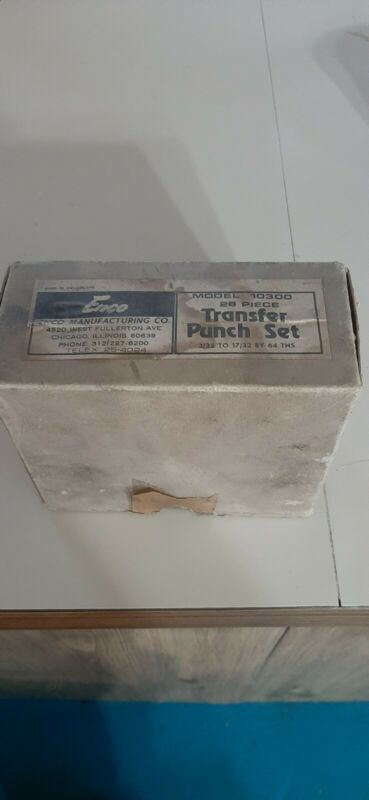 Enco
ENCO MANUFACTURING CO.
4520 WEST FULLERTON AVE
CHICAGO, ILLINOIS 60639
PHONE 312/227-6200
TELEX 25-4024
MODEL 10300
28 PIECE
Transfer
Punch Set
3/32 TO 17/32 BY 64 THS.